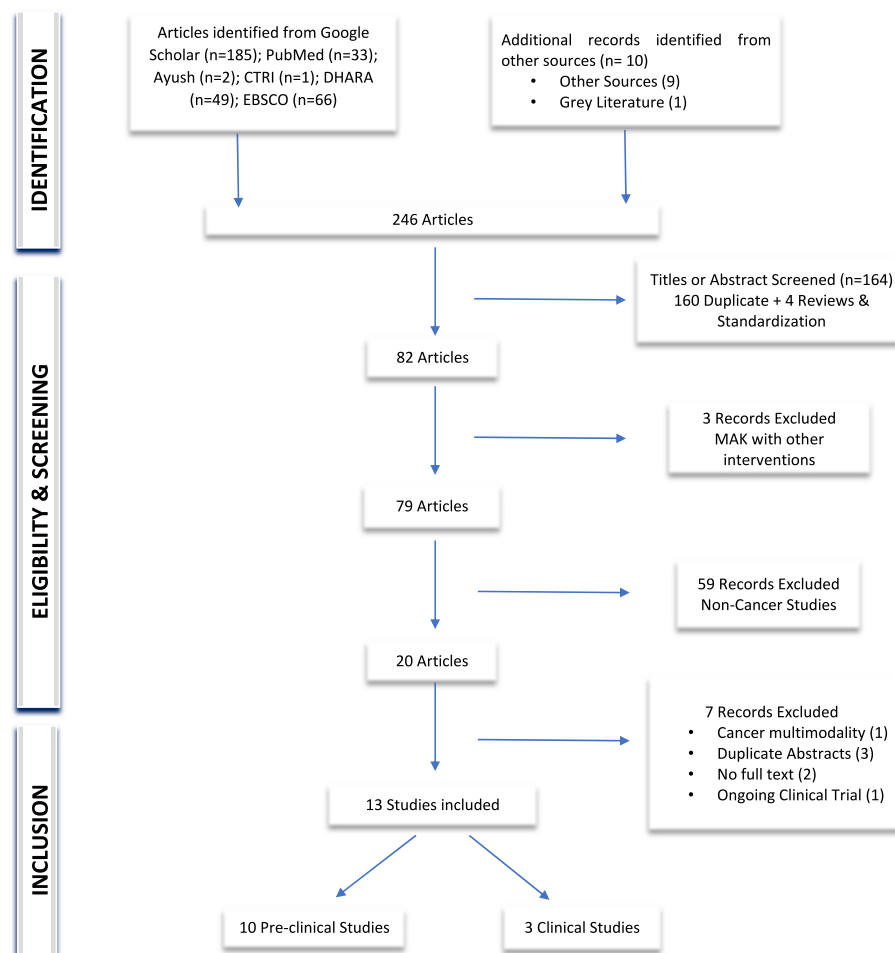 IDENTIFICATION
Articles identified from Google
Scholar (n=185); PubMed (n=33);
Ayush (n=2); CTRI (n=1); DHARA
(n=49); EBSCO (n=66)
Additional records identified from
other sources (n= 10)
• Other Sources (9)
• Grey Literature (1)
246 Articles
ELIGIBILITY & SCREENING
Titles or Abstract Screened (n=164)
160 Duplicate + 4 Reviews &
Standardization
82 Articles
3 Records Excluded
MAK with other
interventions
79 Articles
59 Records Excluded
Non-Cancer Studies
20 Articles
7 Records Excluded
• Cancer multimodality (1)
• Duplicate Abstracts (3)
• No full text (2)
• Ongoing Clinical Trial (1)
INCLUSION
13 Studies included
10 Pre-clinical Studies
3 Clinical Studies